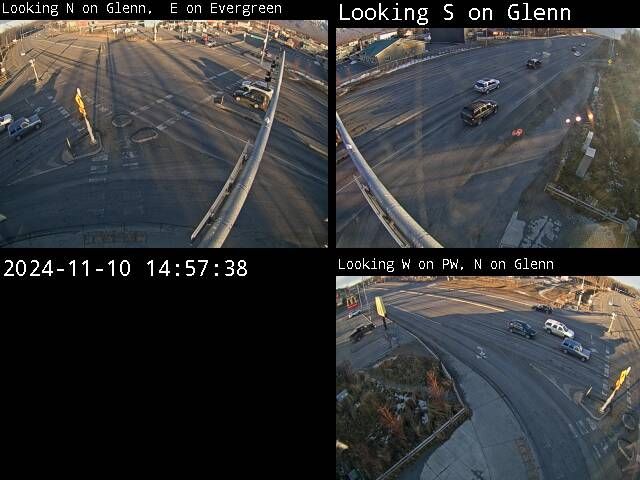 Looking N on Glenn,  E on Evergreen
Looking S on Glenn
2024-11-10 14:57:38
Looking W on PW, N on Glenn